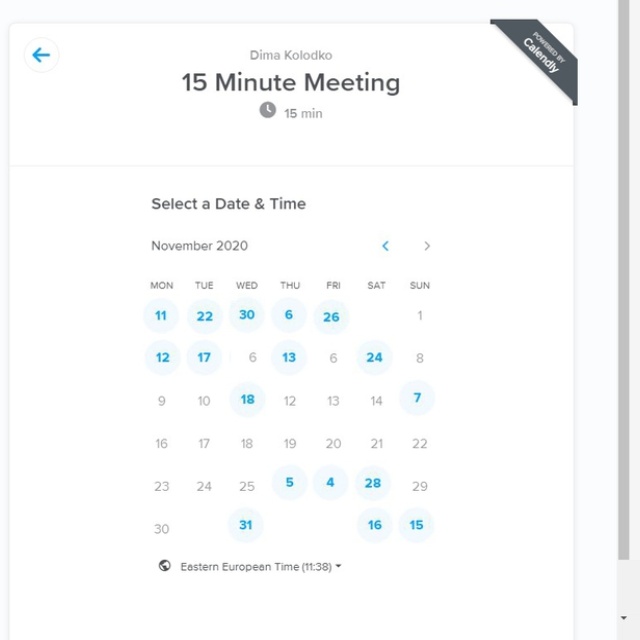 Dima Kolodko
15 Minute Meeting
15 min
POWERED BY
Calendly
Select a Date & Time
November 2020
MON TUE WED THU FRI SAT SUN
11 22 30 6 26 1
12 17 6 13 6 24 8
9 10 18 12 13 14 7
16 17 18 19 20 21 22
23 24 25 5 4 28 29
30 31 16 15
Eastern European Time (11:38)